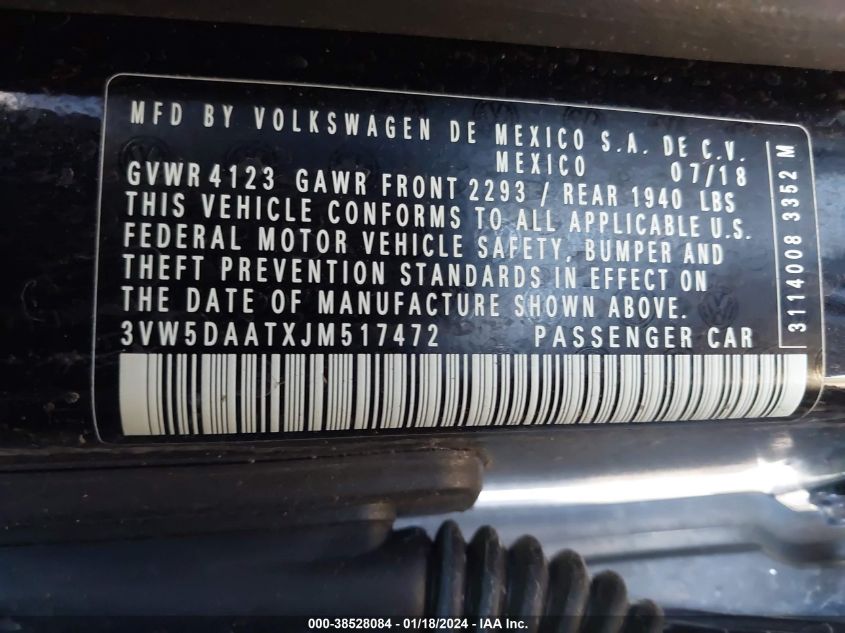 MFD BY VOLKSWAGEN DE MEXICO S.A. DE C.V.
MEXICO 07/18
GVWR 4123 GAWR FRONT 2293 / REAR 1940 LBS
THIS VEHICLE CONFORMS TO ALL APPLICABLE U.S.
FEDERAL MOTOR VEHICLE SAFETY, BUMPER AND
THEFT PREVENTION STANDARDS IN EFFECT ON
THE DATE OF MANUFACTURE SHOWN ABOVE.
3VW5DAATXJM517472 PASSENGER CAR
3114008 3352 M
000-38528084 - 01/18/2024 - IAA Inc.